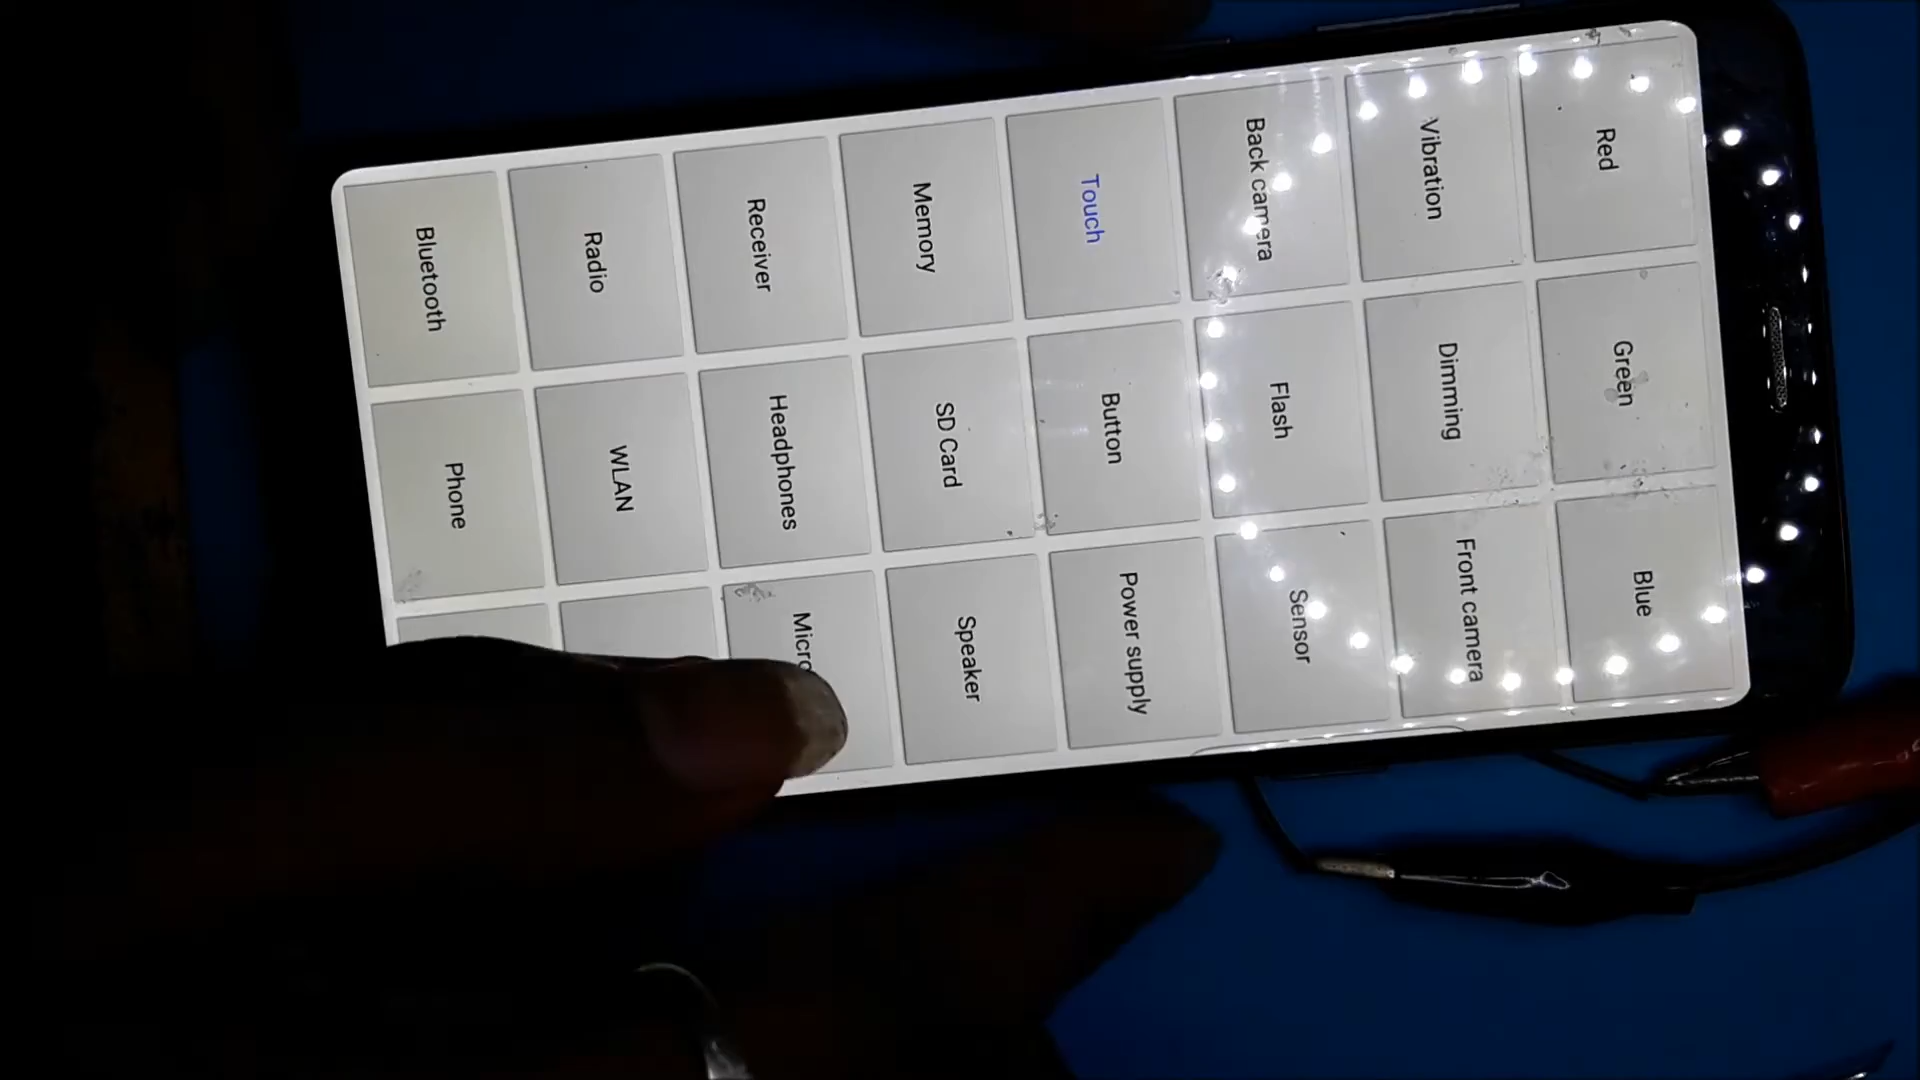 Red
Green
Blue
Vibration
Dimming
Front camera
Back camera
Flash
Sensor
Touch
Button
Power supply
Memory
SD Card
Speaker
Receiver
Headphones
Micro
Radio
WLAN
Bluetooth
Phone